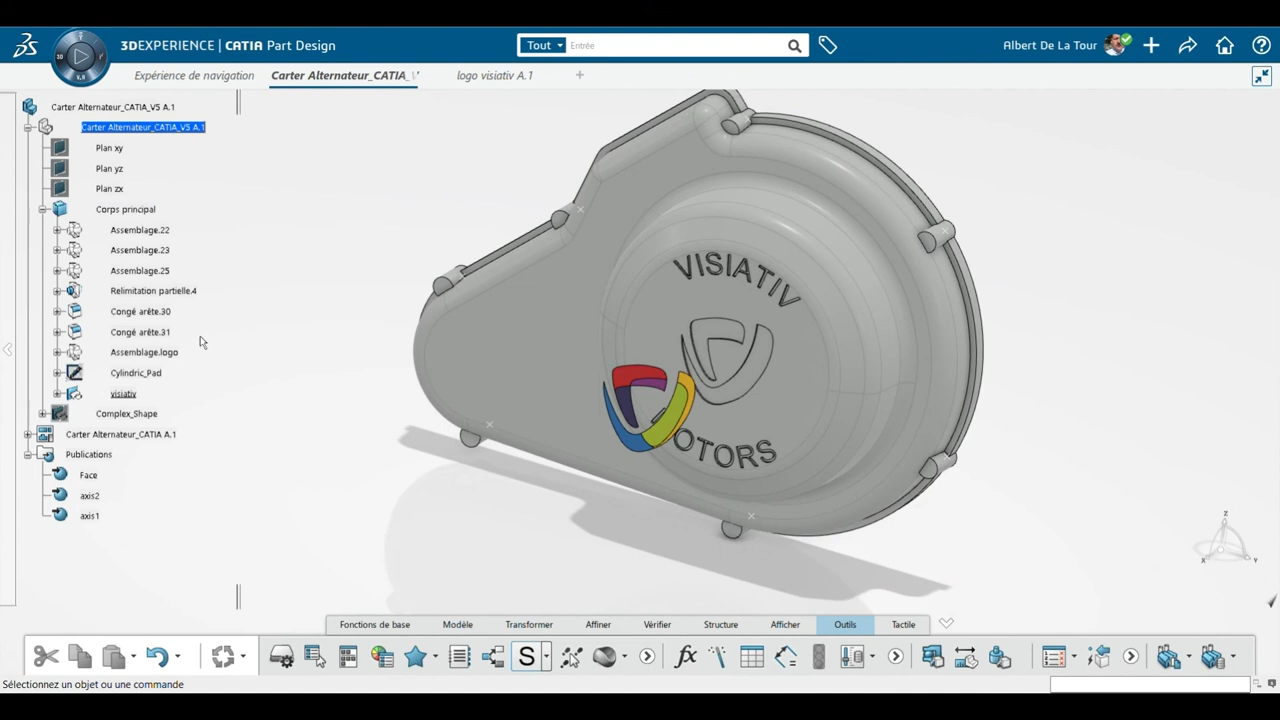 3DEXPERIENCE | CATIA Part Design
Tout Entrée
Albert De La Tour
Expérience de navigation
Carter Alternateur_CATIA_V
logo visiativ A.1
Carter Alternateur_CATIA_V5 A.1
Carter Alternateur_CATIA_V5 A.1
Plan xy
Plan yz
Plan zx
Corps principal
Assemblage.22
Assemblage.23
Assemblage.25
Relimitation partielle.4
Congé arête.30
Congé arête.31
Assemblage.logo
Cylindric_Pad
visiativ
Complex_Shape
Carter Alternateur_CATIA A.1
Publications
Face
axis2
axis1
VISIATIV
OTORS
Fonctions de base
Modèle
Transformer
Affiner
Vérifier
Structure
Afficher
Outils
Tactile
Sélectionnez un objet ou une commande